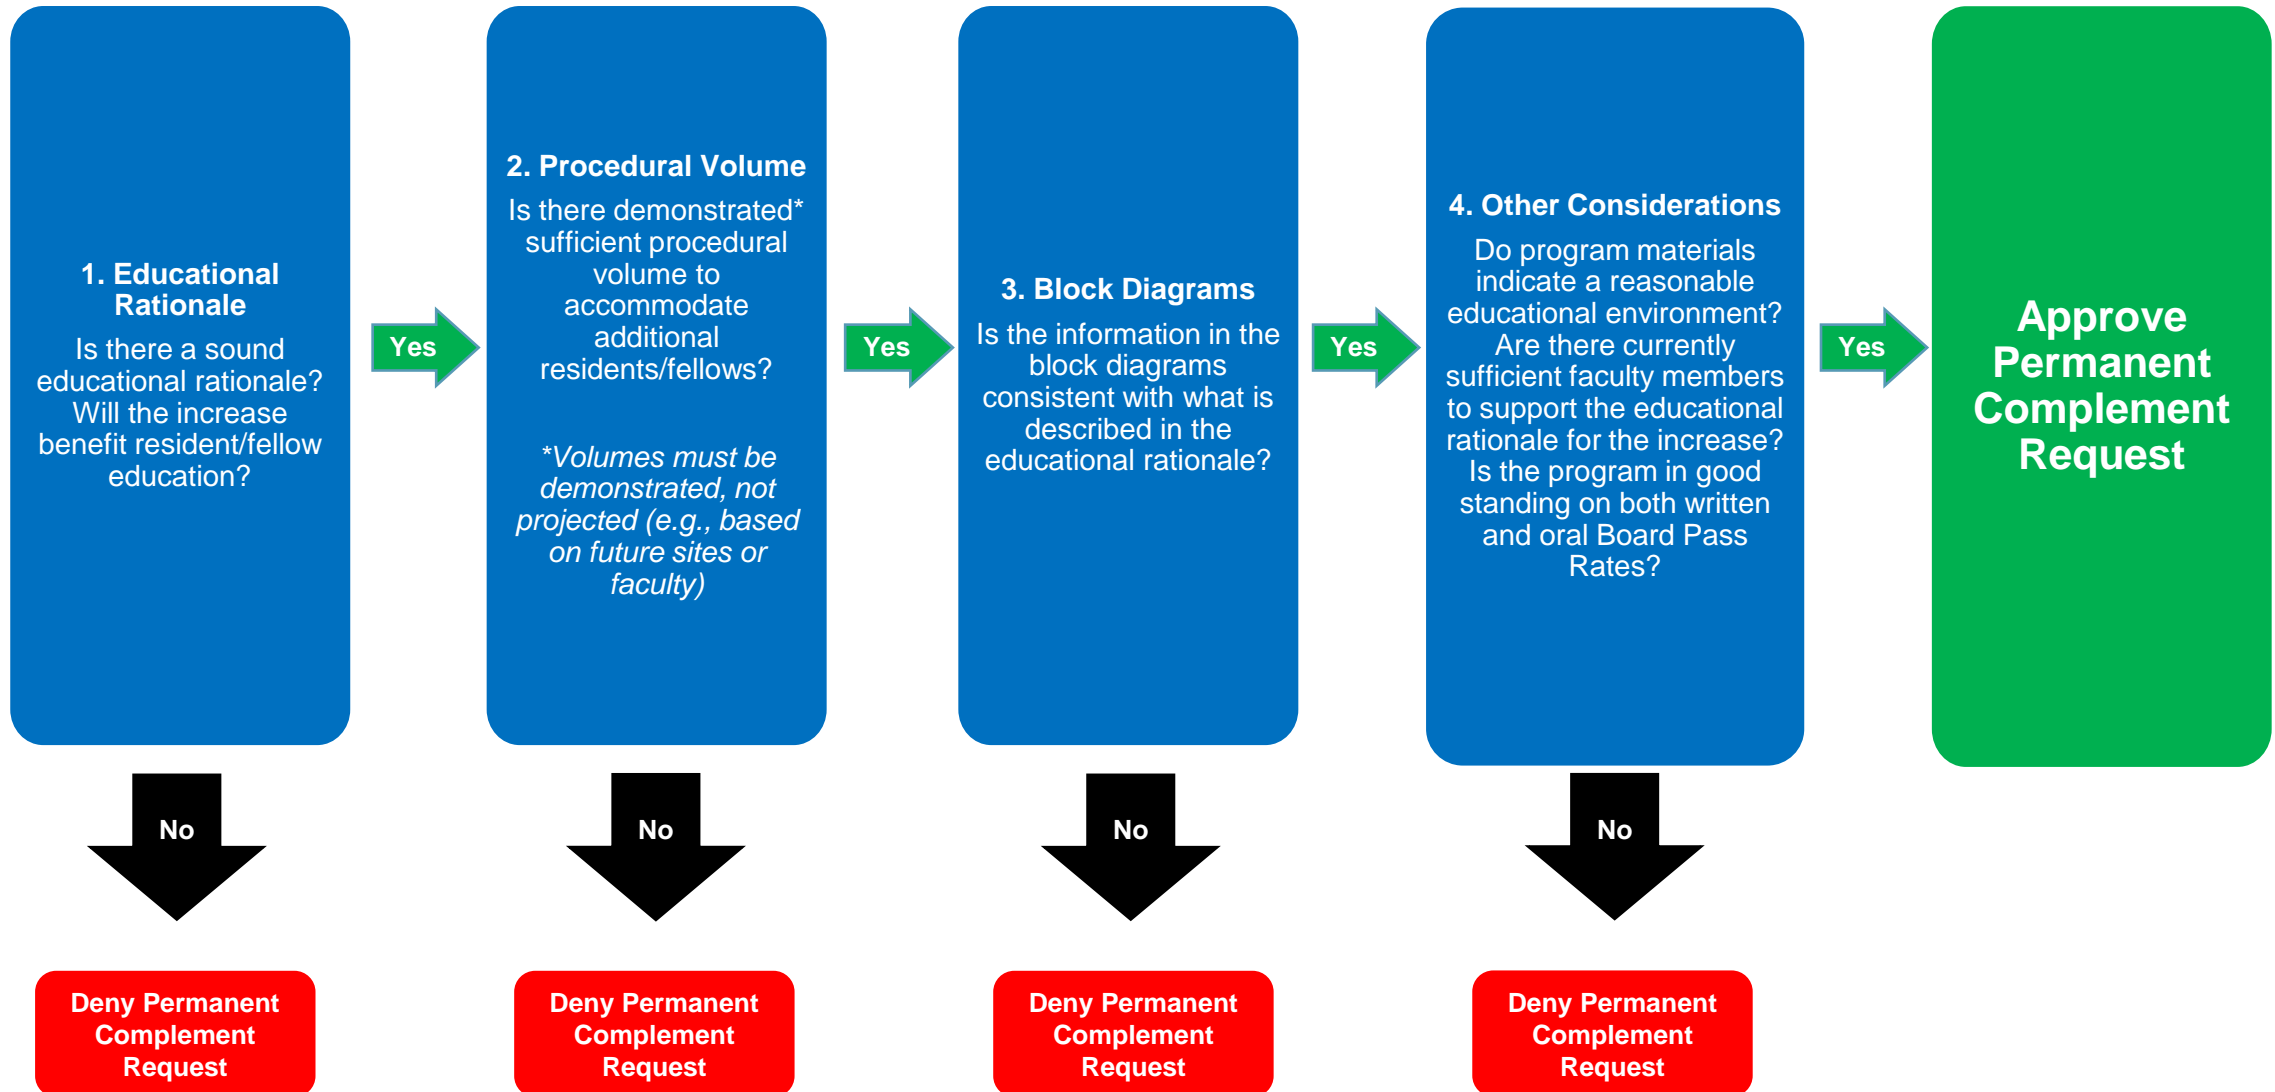 1. Educational
Rationale
Is there a sound
educational rationale?
Will the increase
benefit resident/fellow
education?
Yes
2. Procedural Volume
Is there demonstrated*
sufficient procedural
volume to
accommodate
additional
residents/fellows?
*Volumes must be
demonstrated, not
projected (e.g., based
on future sites or
faculty)
Yes
3. Block Diagrams
Is the information in the
block diagrams
consistent with what is
described in the
educational rationale?
Yes
4. Other Considerations
Do program materials
indicate a reasonable
educational environment?
Are there currently
sufficient faculty members
to support the educational
rationale for the increase?
Is the program in good
standing on both written
and oral Board Pass
Rates?
Yes
Approve
Permanent
Complement
Request
No
No
No
No
Deny Permanent
Complement
Request
Deny Permanent
Complement
Request
Deny Permanent
Complement
Request
Deny Permanent
Complement
Request